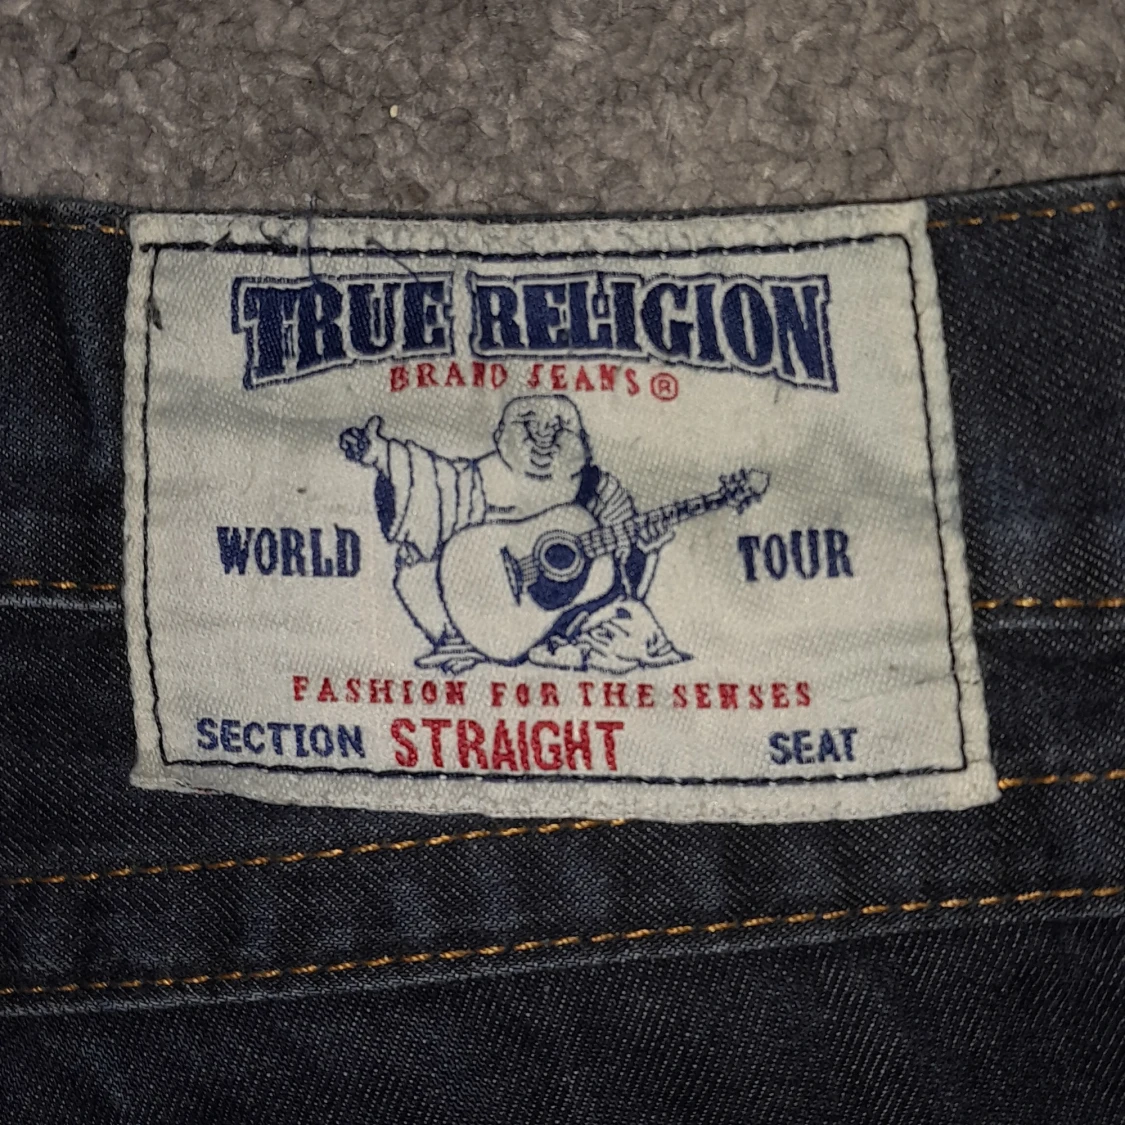 TRUE RELIGION
BRAND JEANS®
WORLD TOUR
FASHION FOR THE SENSES
SECTION STRAIGHT SEAT